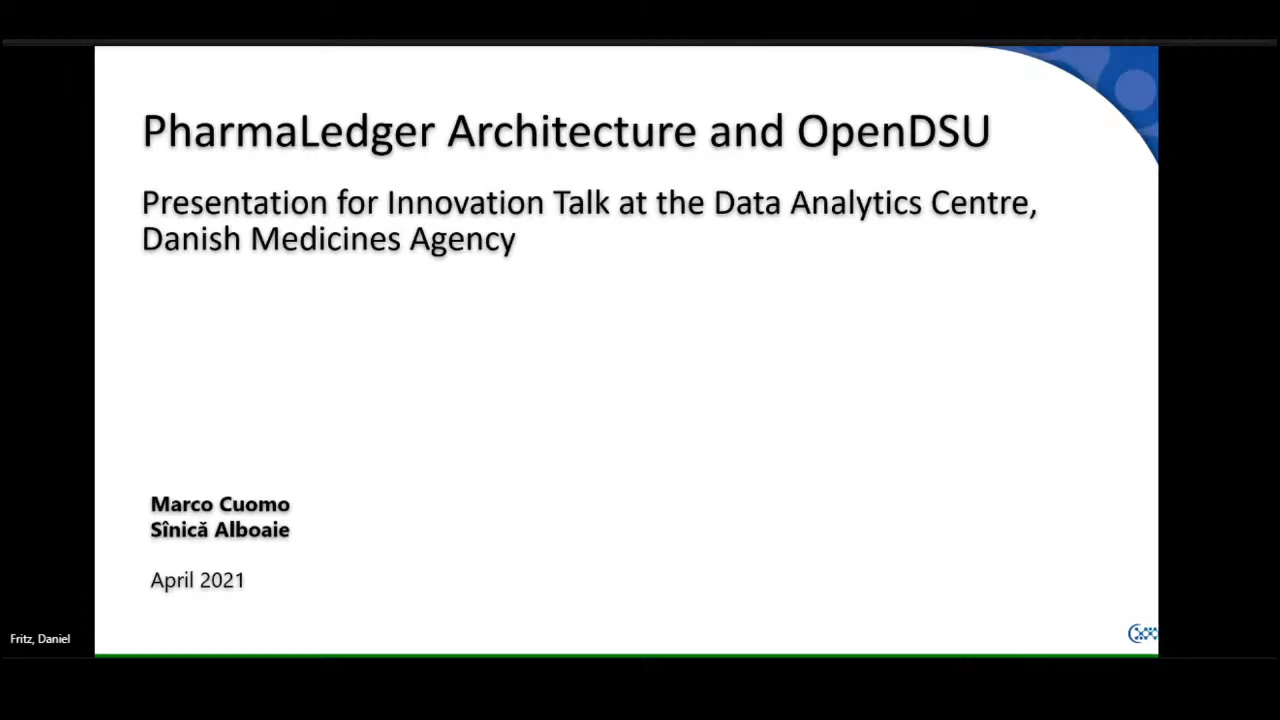 PharmaLedger Architecture and OpenDSU
Presentation for Innovation Talk at the Data Analytics Centre,
Danish Medicines Agency
Marco Cuomo
Sînică Alboaie
April 2021
Fritz, Daniel